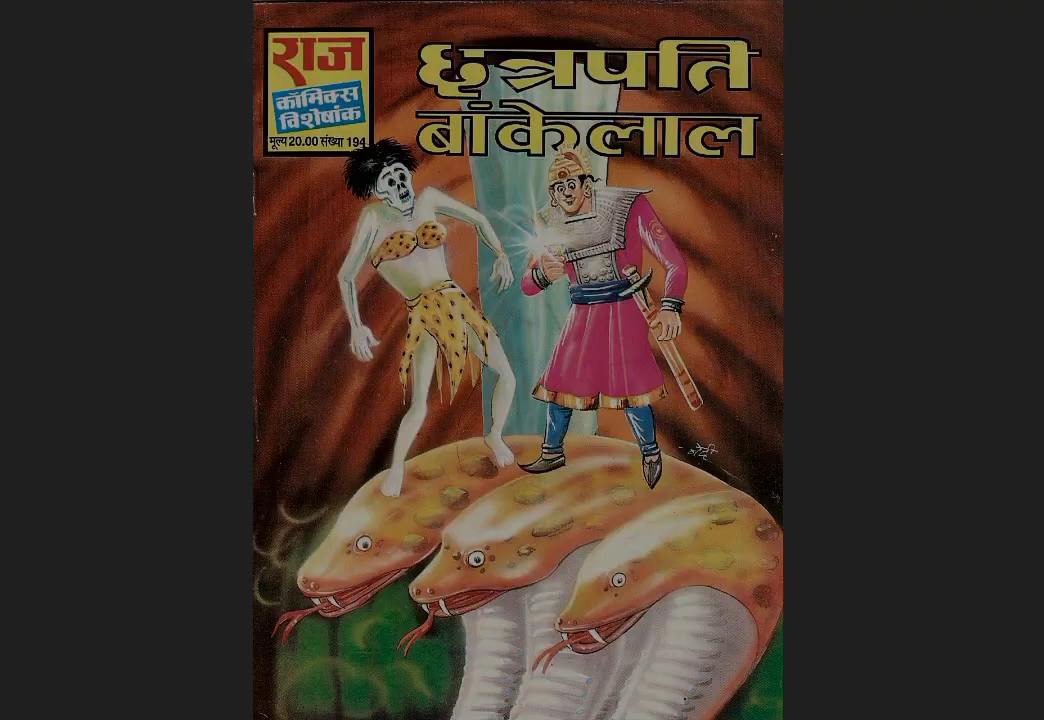 राज
कॉमिक्स
विशेषांक
मूल्य 20.00 संख्या 194
छत्रपति
बांकेलाल